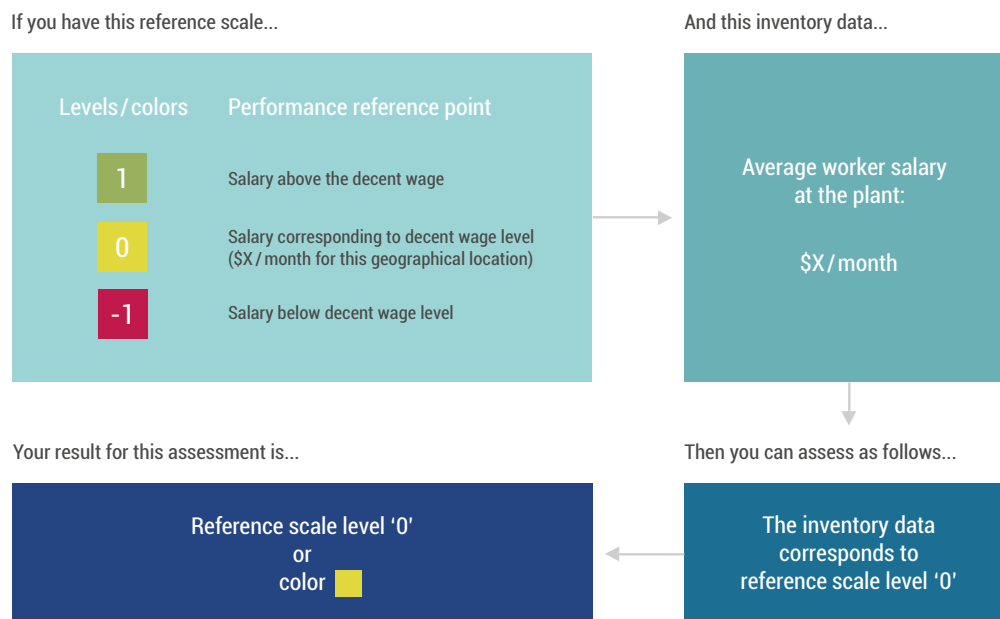 If you have this reference scale...
Levels/colors
Performance reference point
1
Salary above the decent wage
0
Salary corresponding to decent wage level
($X/month for this geographical location)
-1
Salary below decent wage level
And this inventory data...
Average worker salary
at the plant:
$X/month
Then you can assess as follows...
The inventory data
corresponds to
reference scale level ‘0’
Your result for this assessment is...
Reference scale level ‘0’
or
color